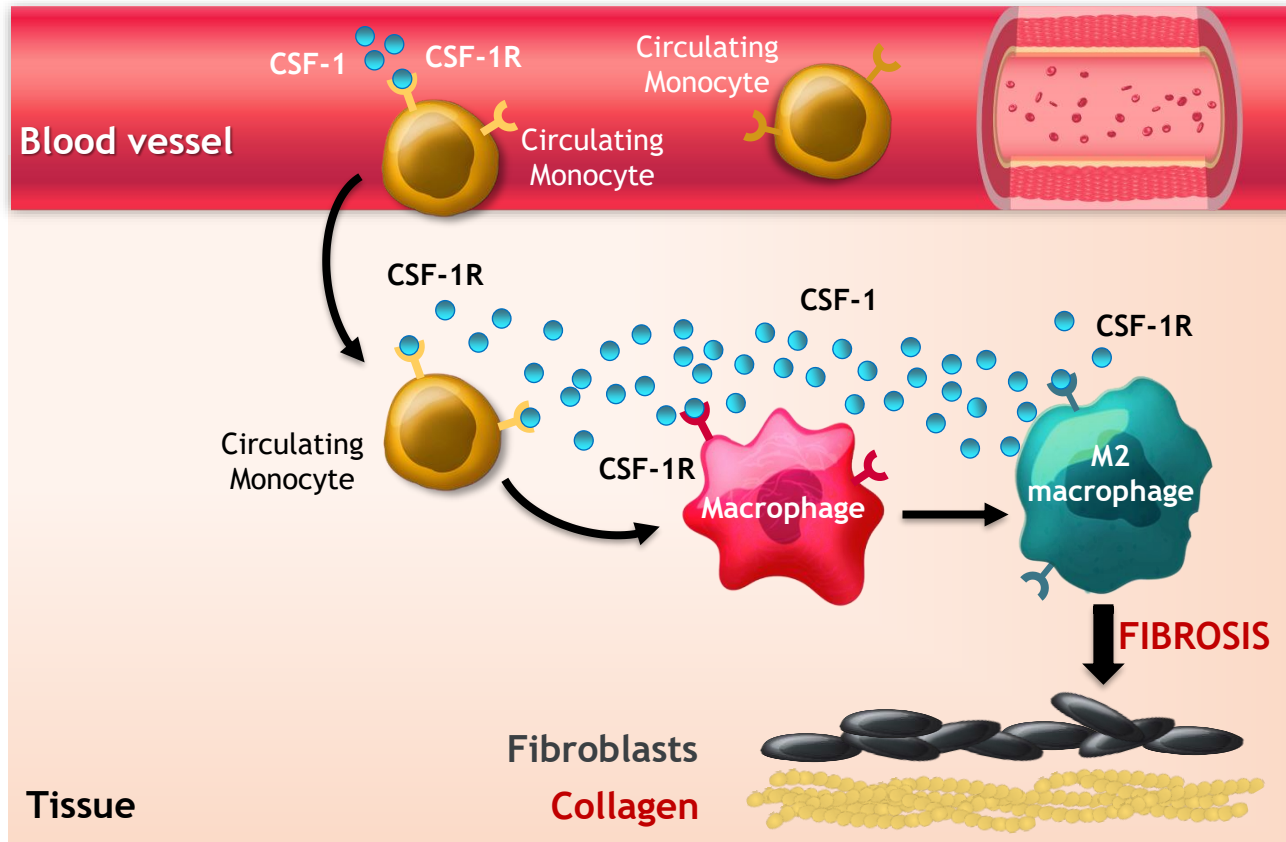 CSF-1
CSF-1R
Circulating
Monocyte
Blood vessel
Circulating
Monocyte
CSF-1R
CSF-1
CSF-1R
Circulating
Monocyte
CSF-1R
Macrophage
M2
macrophage
FIBROSIS
Fibroblasts
Collagen
Tissue